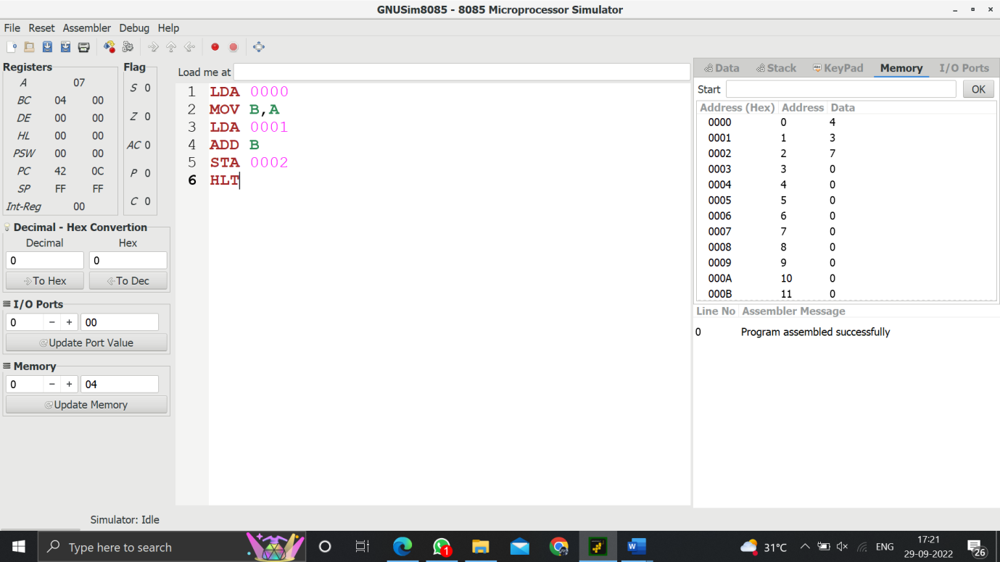 GNUSim8085 - 8085 Microprocessor Simulator
File Reset Assembler Debug Help
Registers
A 07
BC 04 00
DE 00 00
HL 00 00
PSW 00 00
PC 42 0C
SP FF FF
Int-Reg 00
Flag
S 0
Z 0
AC 0
P 0
C 0
Decimal - Hex Convertion
Decimal Hex
0 0
To Hex To Dec
I/O Ports
0 - + 00
Update Port Value
Memory
0 - + 04
Update Memory
Simulator: Idle
Load me at
1 LDA 0000
2 MOV B,A
3 LDA 0001
4 ADD B
5 STA 0002
6 HLT
Data Stack KeyPad Memory I/O Ports
Start OK
Address (Hex) Address Data
0000 0 4
0001 1 3
0002 2 7
0003 3 0
0004 4 0
0005 5 0
0006 6 0
0007 7 0
0008 8 0
0009 9 0
000A 10 0
000B 11 0
Line No Assembler Message
0 Program assembled successfully
Type here to search
1
31°C
ENG
17:21
29-09-2022
26